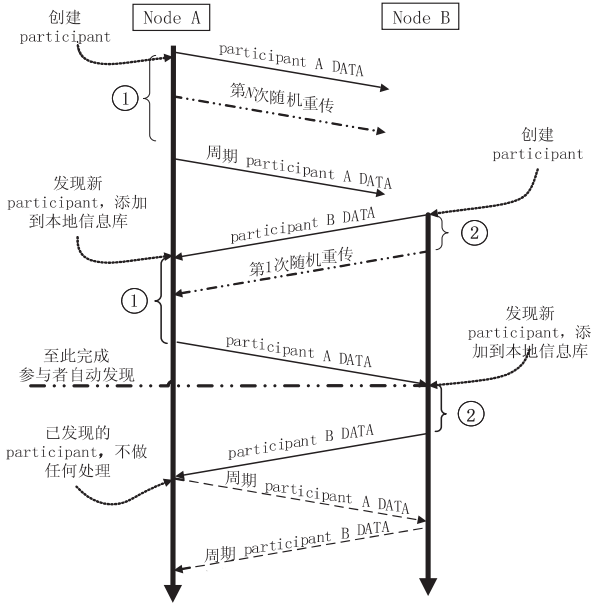 Node A
Node B
创建
participant
participant A DATA
①
第N次随机重传
周期 participant A DATA
创建
participant
发现新
participant，添加
到本地信息库
participant B DATA
②
第1次随机重传
①
发现新
participant，添
加到本地信息库
participant A DATA
至此完成
参与者自动发现
②
已发现的
participant，不做
任何处理
participant B DATA
周期 participant A DATA
周期 participant B DATA